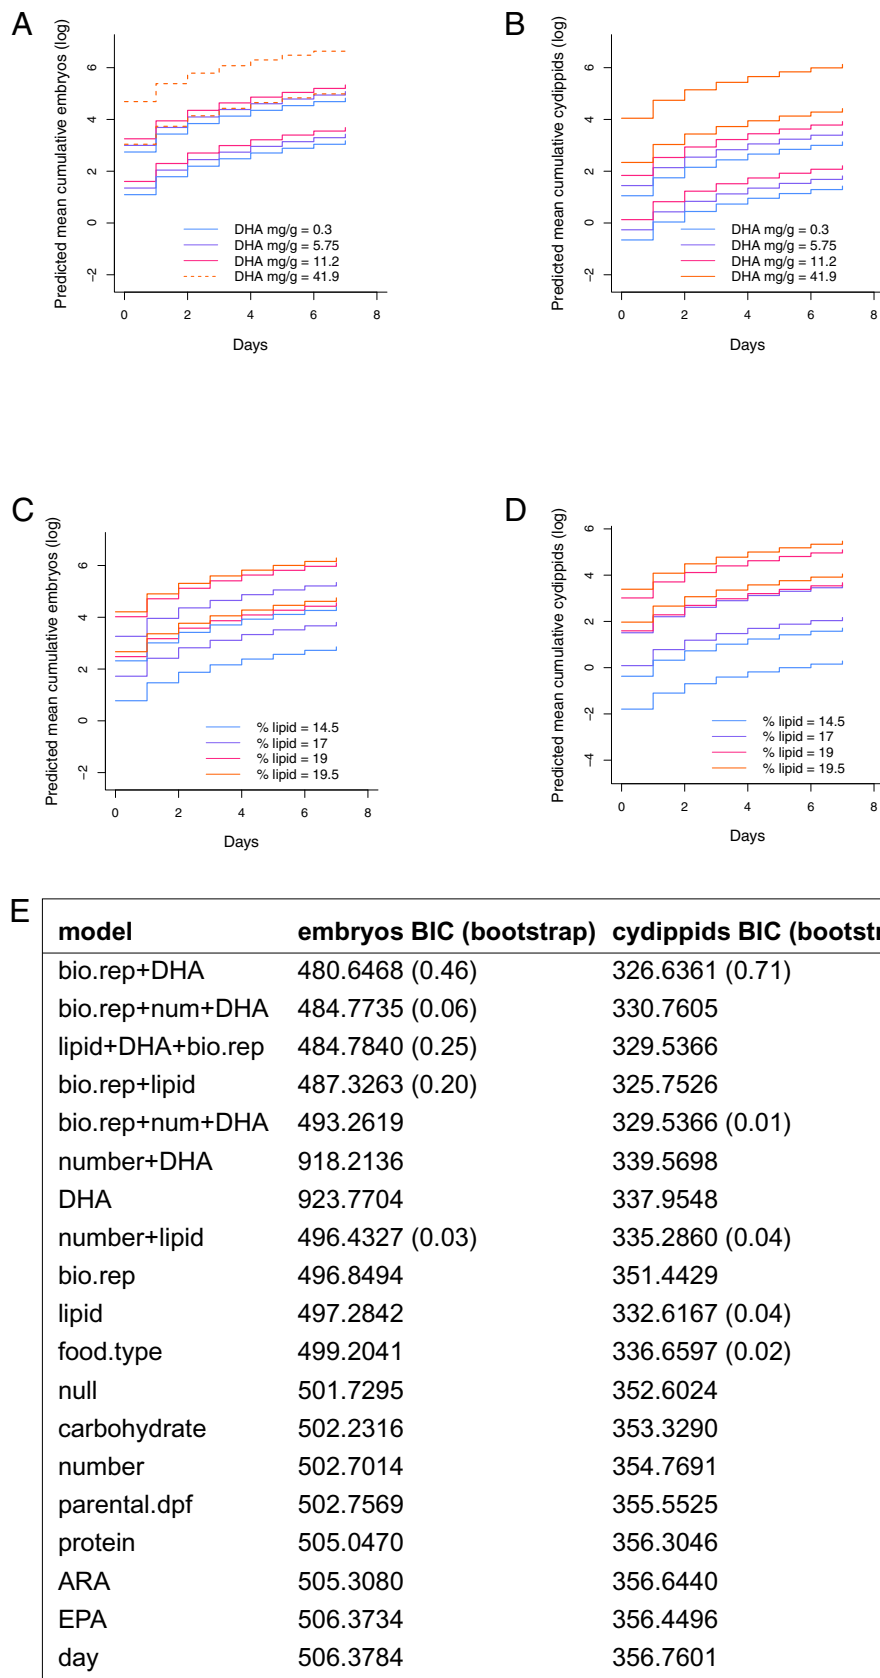 A
Predicted mean cumulative embryos (log)
6
4
2
0
−2
DHA mg/g = 0.3
DHA mg/g = 5.75
DHA mg/g = 11.2
DHA mg/g = 41.9
0 2 4 6 8
Days
B
Predicted mean cumulative cydippids (log)
6
4
2
0
−2
DHA mg/g = 0.3
DHA mg/g = 5.75
DHA mg/g = 11.2
DHA mg/g = 41.9
0 2 4 6 8
Days
C
Predicted mean cumulative embryos (log)
6
4
2
0
−2
% lipid = 14.5
% lipid = 17
% lipid = 19
% lipid = 19.5
0 2 4 6 8
Days
D
Predicted mean cumulative cydippids (log)
6
4
2
0
−2
−4
% lipid = 14.5
% lipid = 17
% lipid = 19
% lipid = 19.5
0 2 4 6 8
Days
E
model embryos BIC (bootstrap) cydippids BIC (bootstr
bio.rep+DHA 480.6468 (0.46) 326.6361 (0.71)
bio.rep+num+DHA 484.7735 (0.06) 330.7605
lipid+DHA+bio.rep 484.7840 (0.25) 329.5366
bio.rep+lipid 487.3263 (0.20) 325.7526
bio.rep+num+DHA 493.2619 329.5366 (0.01)
number+DHA 918.2136 339.5698
DHA 923.7704 337.9548
number+lipid 496.4327 (0.03) 335.2860 (0.04)
bio.rep 496.8494 351.4429
lipid 497.2842 332.6167 (0.04)
food.type 499.2041 336.6597 (0.02)
null 501.7295 352.6024
carbohydrate 502.2316 353.3290
number 502.7014 354.7691
parental.dpf 502.7569 355.5525
protein 505.0470 356.3046
ARA 505.3080 356.6440
EPA 506.3734 356.4496
day 506.3784 356.7601